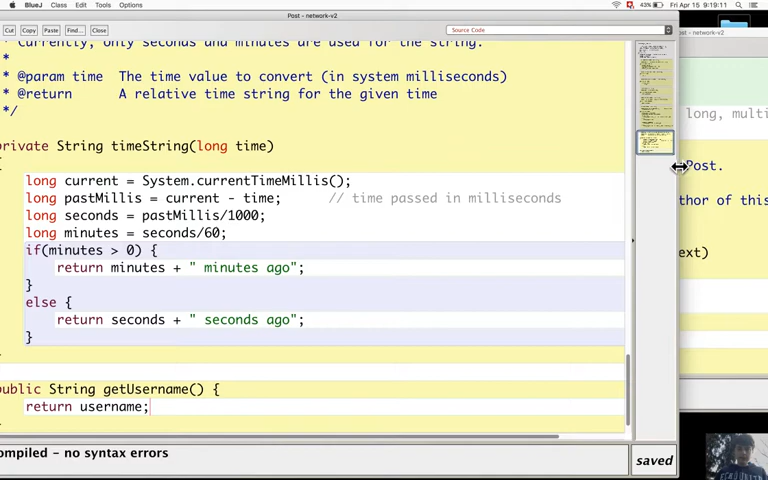 BlueJ Class Edit Tools Options 43% Fri Apr 15 9:19:11
Post - network-v2
Post - network-v2
Cut Copy Paste Find... Close
Source Code
* Currently, only seconds and minutes are used for the string.
*
* @param time The time value to convert (in system milliseconds)
* @return A relative time string for the given time
*/
private String timeString(long time)
{
long current = System.currentTimeMillis();
long pastMillis = current - time; // time passed in milliseconds
long seconds = pastMillis/1000;
long minutes = seconds/60;
if(minutes > 0) {
return minutes + " minutes ago";
}
else {
return seconds + " seconds ago";
}
}
public String getUsername() {
return username;
ompiled - no syntax errors
saved
long, multi
Post.
thor of this
ext)